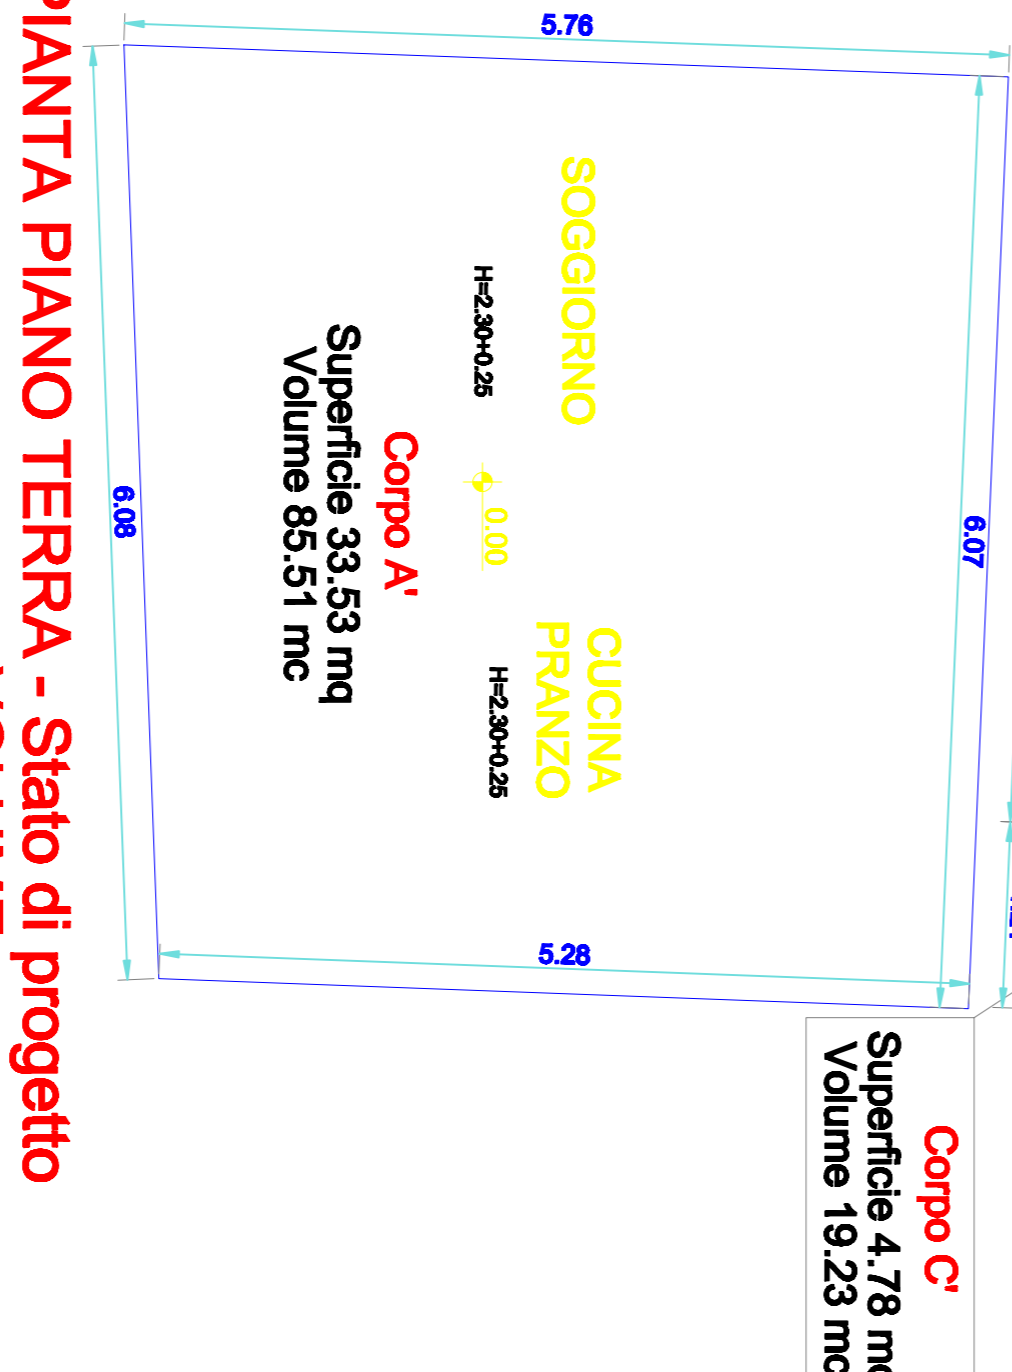 5.76
6.07
SOGGIORNO
CUCINA
PRANZO
H=2.30+0.25
0.00
H=2.30+0.25
Corpo A'
Superficie 33.53 mq
Volume 85.51 mc
5.28
6.08
Corpo C'
Superficie 4.78 mq
Volume 19.23 mc
PIANTA PIANO TERRA - Stato di progetto